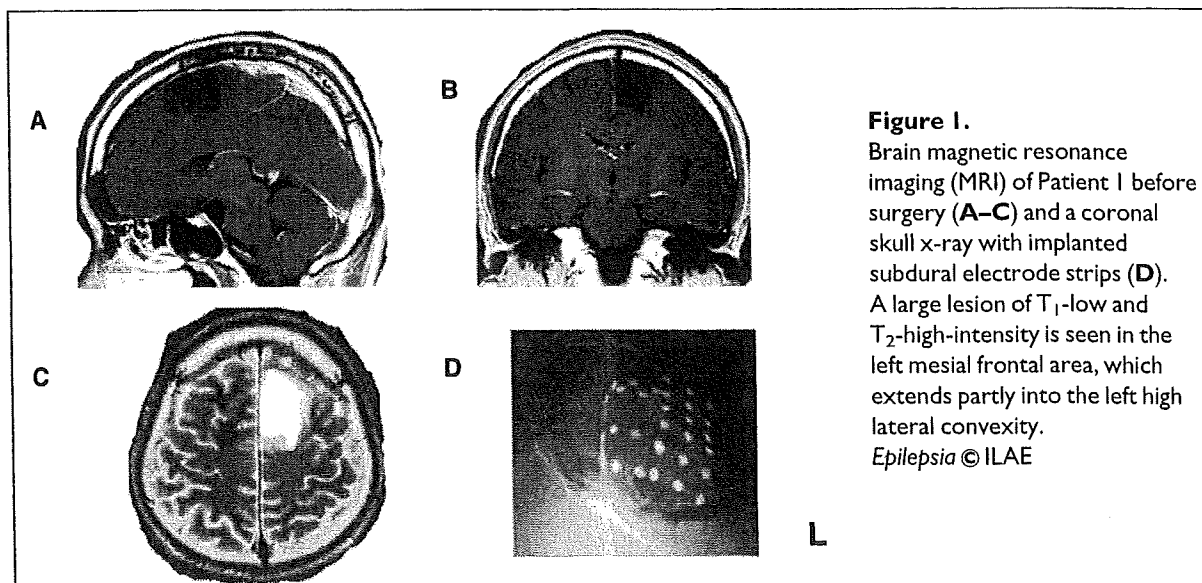 A
B
C
D
L
Figure 1.
Brain magnetic resonance
imaging (MRI) of Patient 1 before
surgery (A–C) and a coronal
skull x-ray with implanted
subdural electrode strips (D).
A large lesion of T1-low and
T2-high-intensity is seen in the
left mesial frontal area, which
extends partly into the left high
lateral convexity.
Epilepsia © ILAE